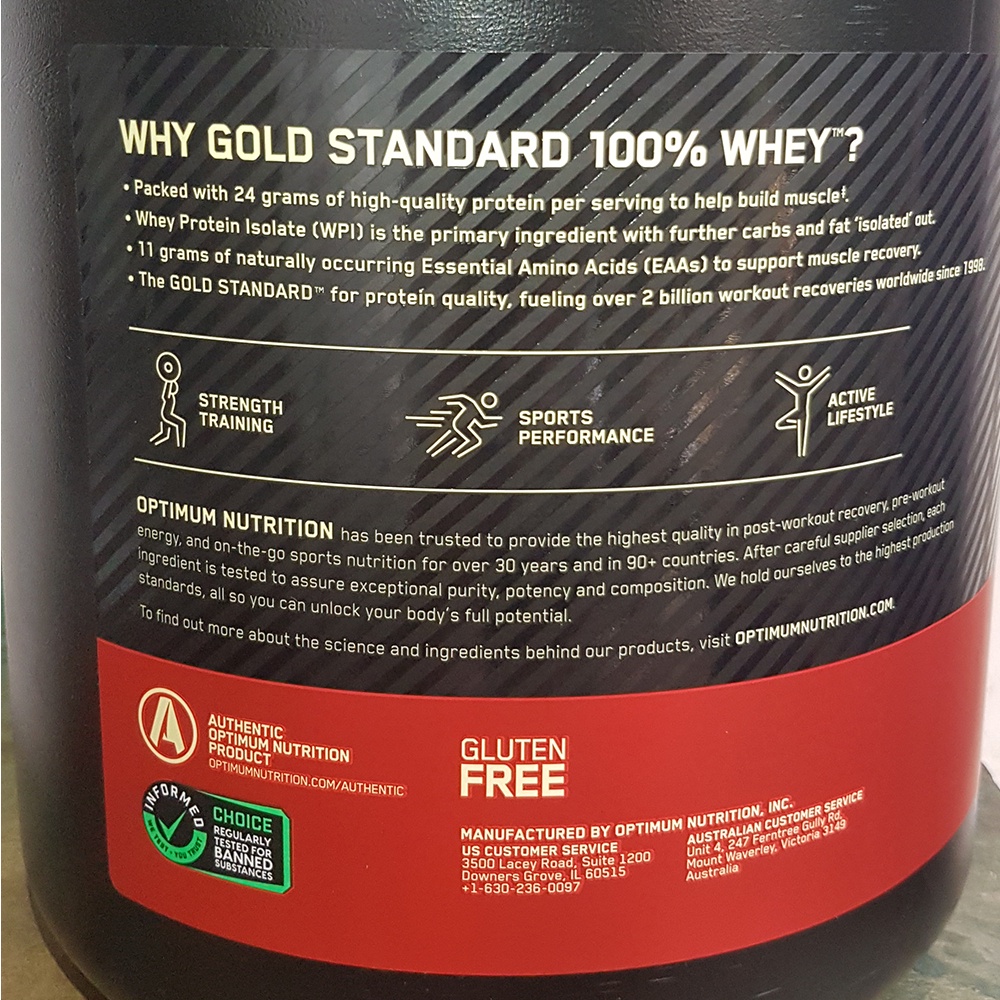 WHY GOLD STANDARD 100% WHEY™?
• Packed with 24 grams of high-quality protein per serving to help build muscle‡.
• Whey Protein Isolate (WPI) is the primary ingredient with further carbs and fat 'isolated' out.
• 11 grams of naturally occurring Essential Amino Acids (EAAs) to support muscle recovery.
• The GOLD STANDARD™ for protein quality, fueling over 2 billion workout recoveries worldwide since 1998.
STRENGTH
TRAINING
SPORTS
PERFORMANCE
ACTIVE
LIFESTYLE
OPTIMUM NUTRITION has been trusted to provide the highest quality in post-workout recovery, pre-workout
energy, and on-the-go sports nutrition for over 30 years and in 90+ countries. After careful supplier selection, each
ingredient is tested to assure exceptional purity, potency and composition. We hold ourselves to the highest production
standards, all so you can unlock your body's full potential.
To find out more about the science and ingredients behind our products, visit OPTIMUMNUTRITION.COM.
A
AUTHENTIC
OPTIMUM NUTRITION
PRODUCT
OPTIMUMNUTRITION.COM/AUTHENTIC
INFORMED
WE TEST • YOU TRUST
CHOICE
REGULARLY
TESTED FOR
BANNED
SUBSTANCES
GLUTEN
FREE
MANUFACTURED BY OPTIMUM NUTRITION, INC.
US CUSTOMER SERVICE
3500 Lacey Road, Suite 1200
Downers Grove, IL 60515
+1-630-236-0097
AUSTRALIAN CUSTOMER SERVICE
Unit 4, 247 Ferntree Gully Rd.
Mount Waverley, Victoria 3149
Australia